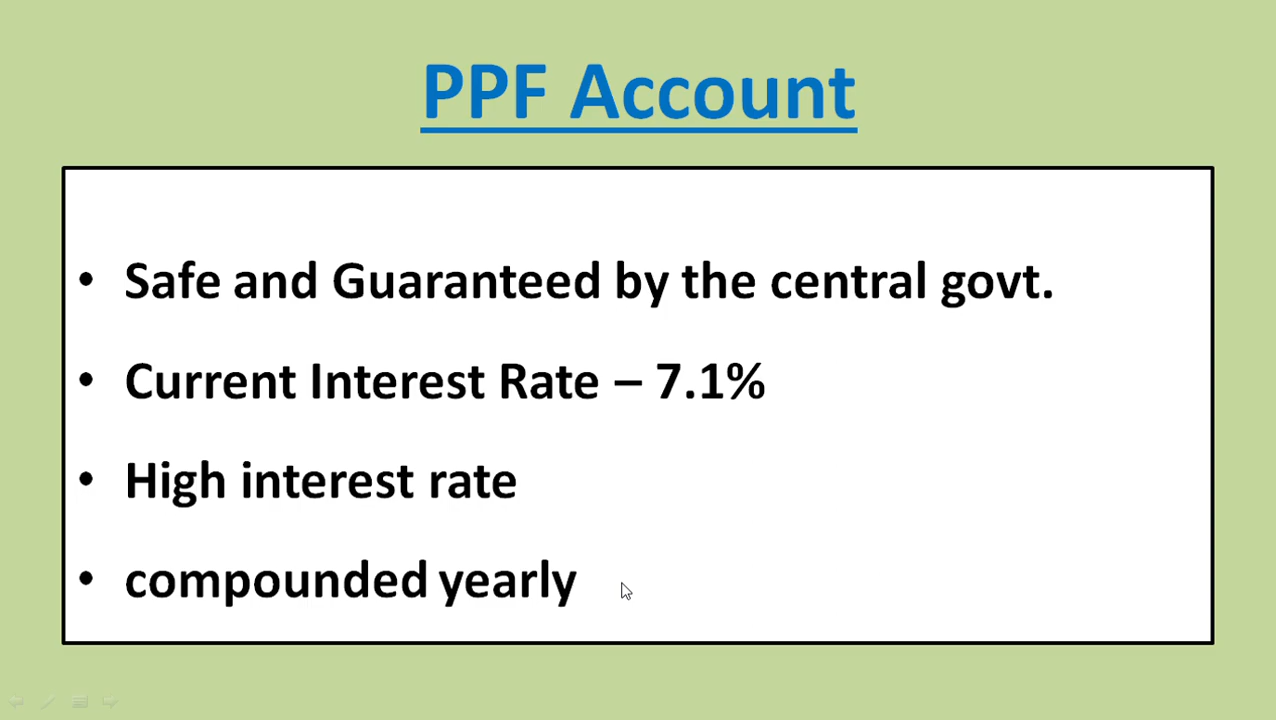 PPF Account
• Safe and Guaranteed by the central govt.
• Current Interest Rate – 7.1%
• High interest rate
• compounded yearly